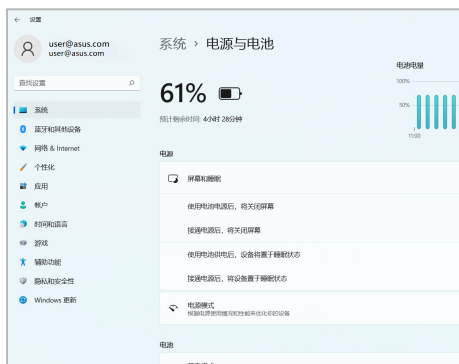 设置
user@asus.com
user@asus.com
查找设置
系统
蓝牙和其他设备
网络 & Internet
个性化
应用
帐户
时间和语言
游戏
辅助功能
隐私和安全性
Windows 更新
系统 › 电源与电池
61%
预计剩余时间: 4小时 28分钟
电池电量
100%
50%
11:00
电源
屏幕和睡眠
使用电池电源后，将关闭屏幕
接通电源后，将关闭屏幕
使用电池供电后，设备将置于睡眠状态
接通电源后，将设备置于睡眠状态
电源模式
根据电源使用情况和性能来优化你的设备
电池